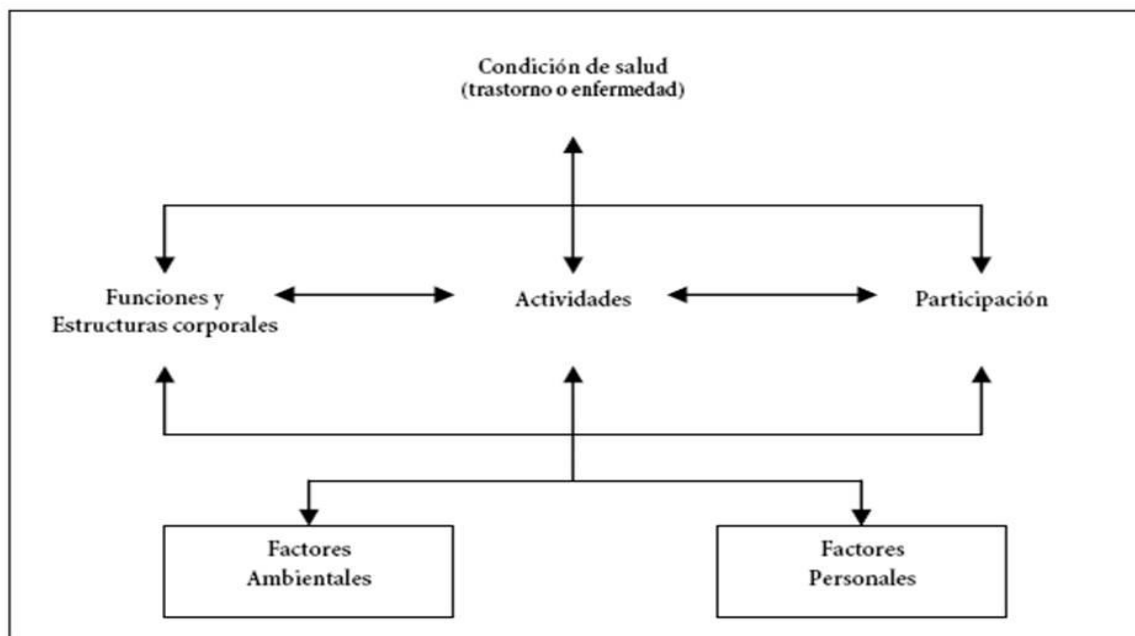 Condición de salud
(trastorno o enfermedad)
Funciones y
Estructuras corporales
Actividades
Participación
Factores
Ambientales
Factores
Personales